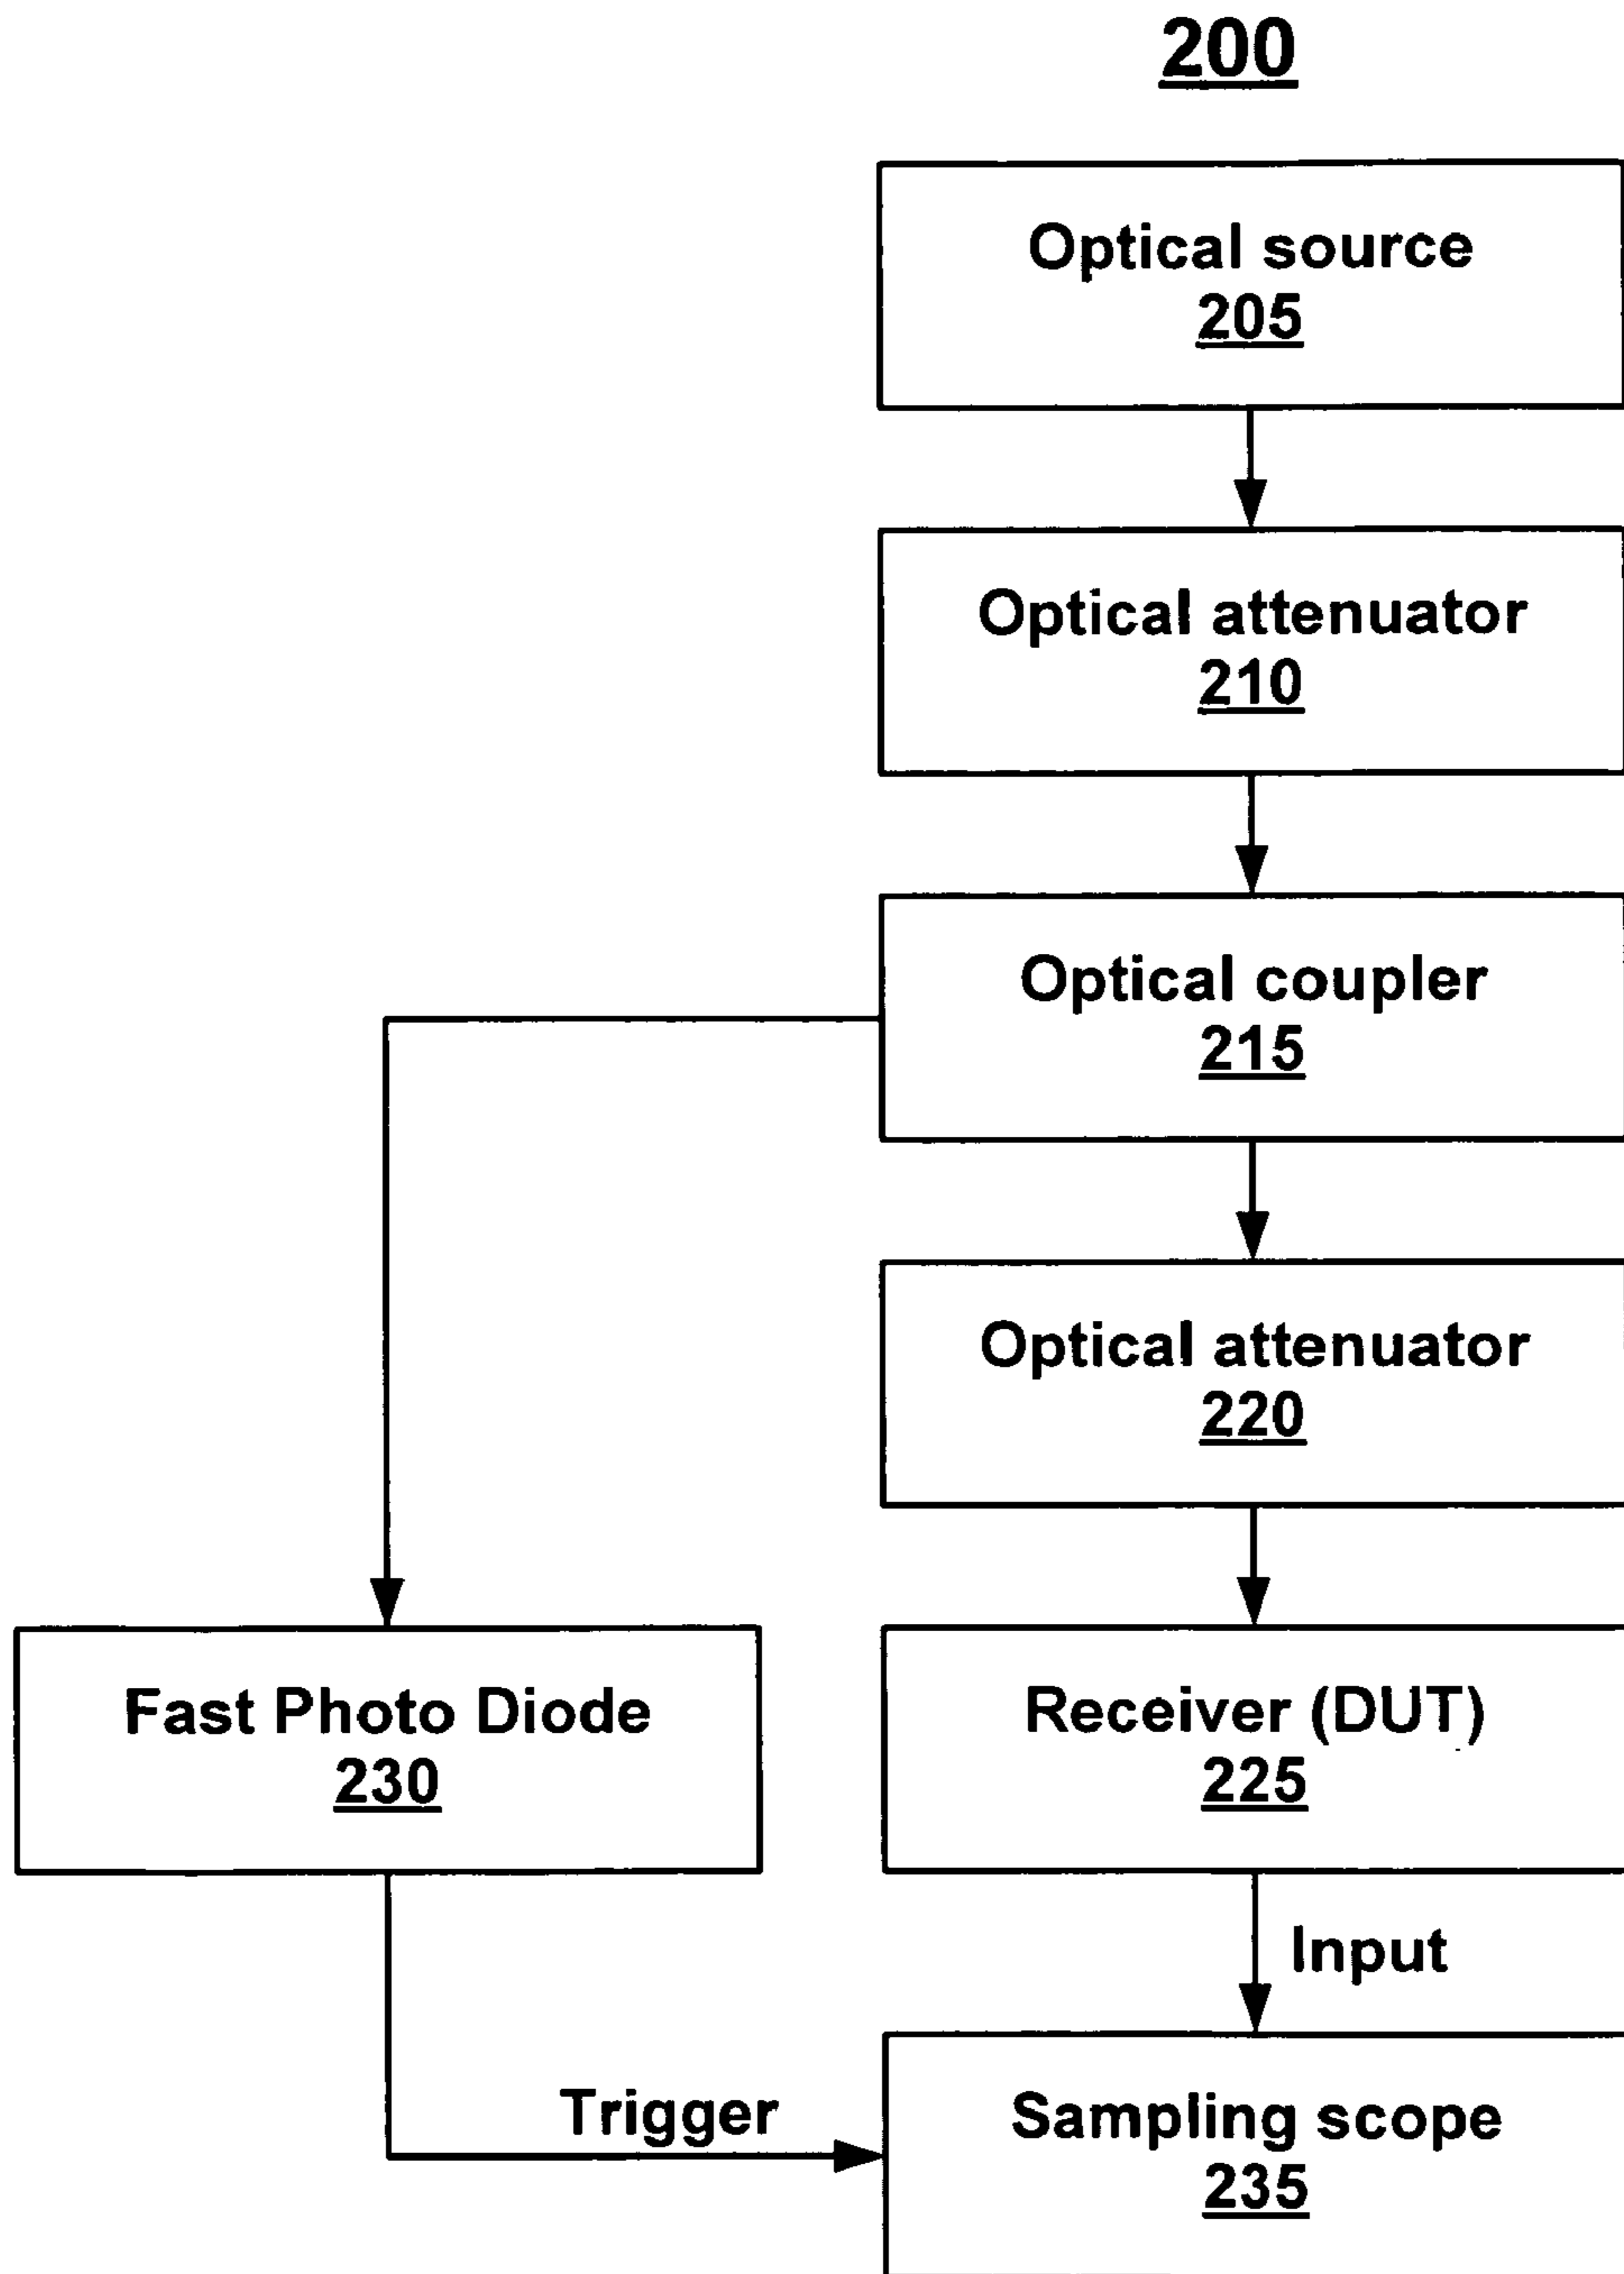 200
Optical source
205
Optical attenuator
210
Optical coupler
215
Optical attenuator
220
Fast Photo Diode
230
Receiver (DUT)
225
Input
Trigger
Sampling scope
235